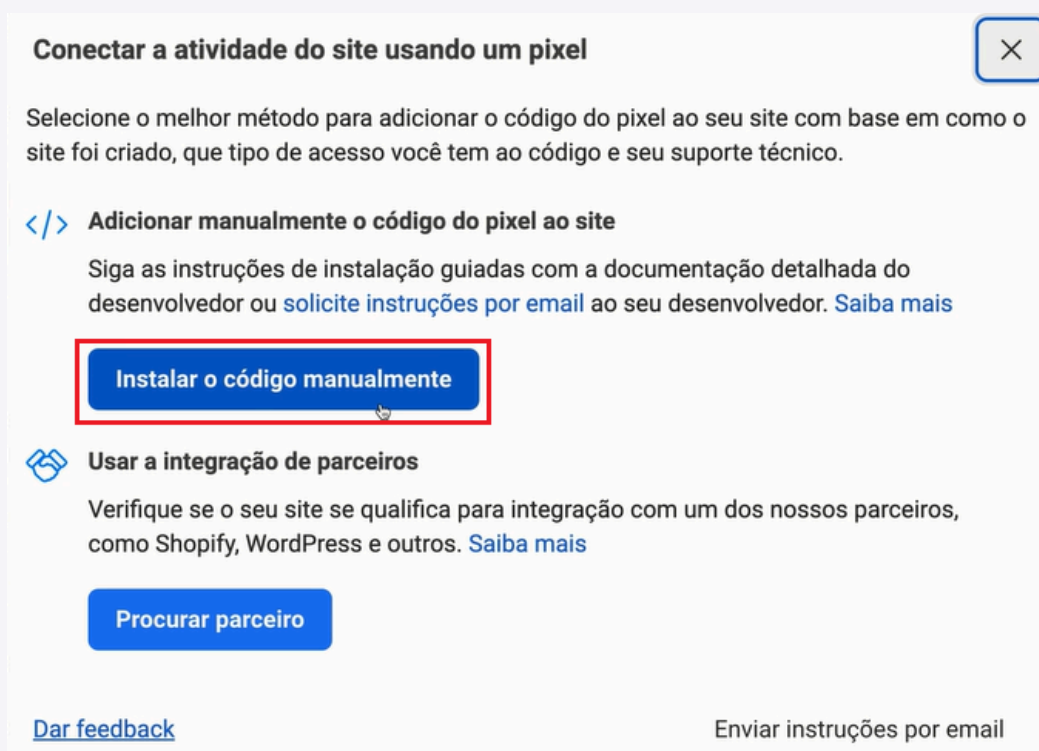 Conectar a atividade do site usando um pixel
Selecione o melhor método para adicionar o código do pixel ao seu site com base em como o
site foi criado, que tipo de acesso você tem ao código e seu suporte técnico.
Adicionar manualmente o código do pixel ao site
Siga as instruções de instalação guiadas com a documentação detalhada do
desenvolvedor ou solicite instruções por email ao seu desenvolvedor. Saiba mais
Instalar o código manualmente
Usar a integração de parceiros
Verifique se o seu site se qualifica para integração com um dos nossos parceiros,
como Shopify, WordPress e outros. Saiba mais
Procurar parceiro
Dar feedback
Enviar instruções por email